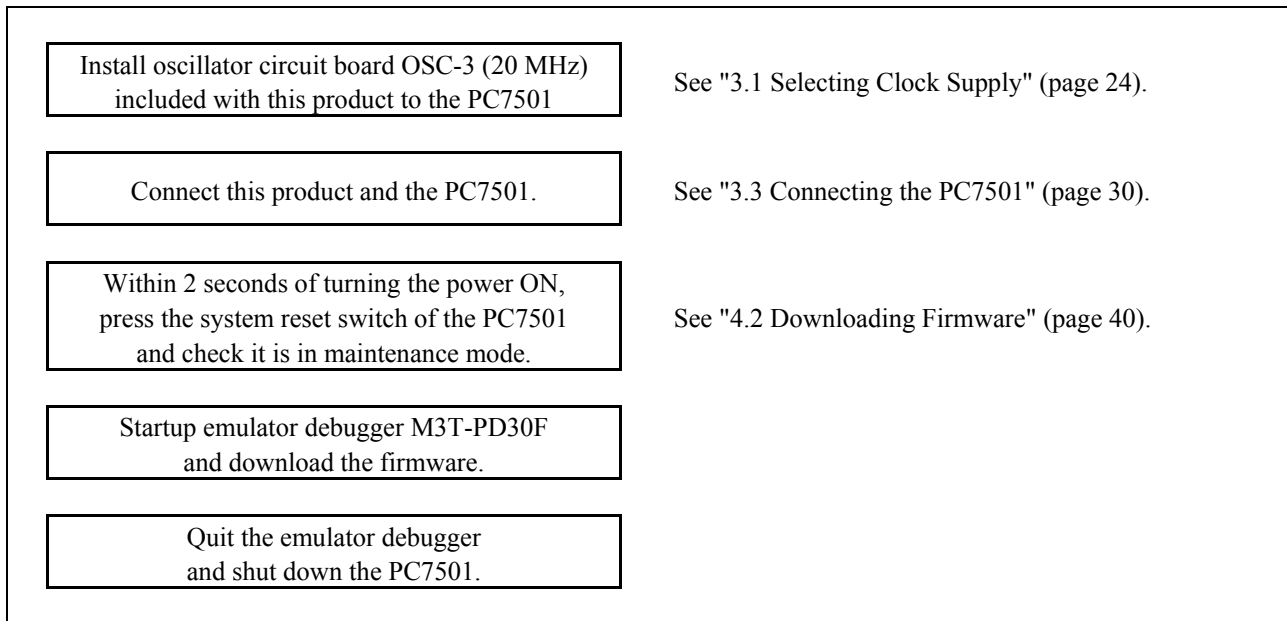 Install oscillator circuit board OSC-3 (20 MHz)
included with this product to the PC7501
See "3.1 Selecting Clock Supply" (page 24).
Connect this product and the PC7501.
See "3.3 Connecting the PC7501" (page 30).
Within 2 seconds of turning the power ON,
press the system reset switch of the PC7501
and check it is in maintenance mode.
See "4.2 Downloading Firmware" (page 40).
Startup emulator debugger M3T-PD30F
and download the firmware.
Quit the emulator debugger
and shut down the PC7501.